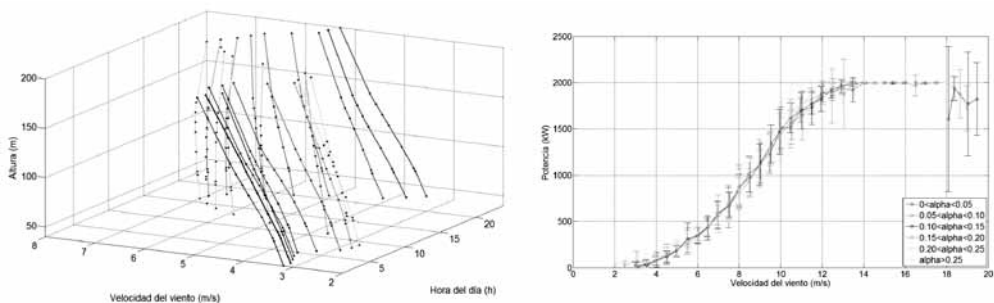 200
150
100
50
Altura (m)
8
7
6
5
4
3
2
Velocidad del viento (m/s)
5
10
15
20
Hora del día (h)
2500
2000
1500
1000
500
0
Potencia (kW)
0 2 4 6 8 10 12 14 16 18 20
Velocidad del viento (m/s)
0<alpha<0.05
0.05<alpha<0.10
0.10<alpha<0.15
0.15<alpha<0.20
0.20<alpha<0.25
alpha>0.25